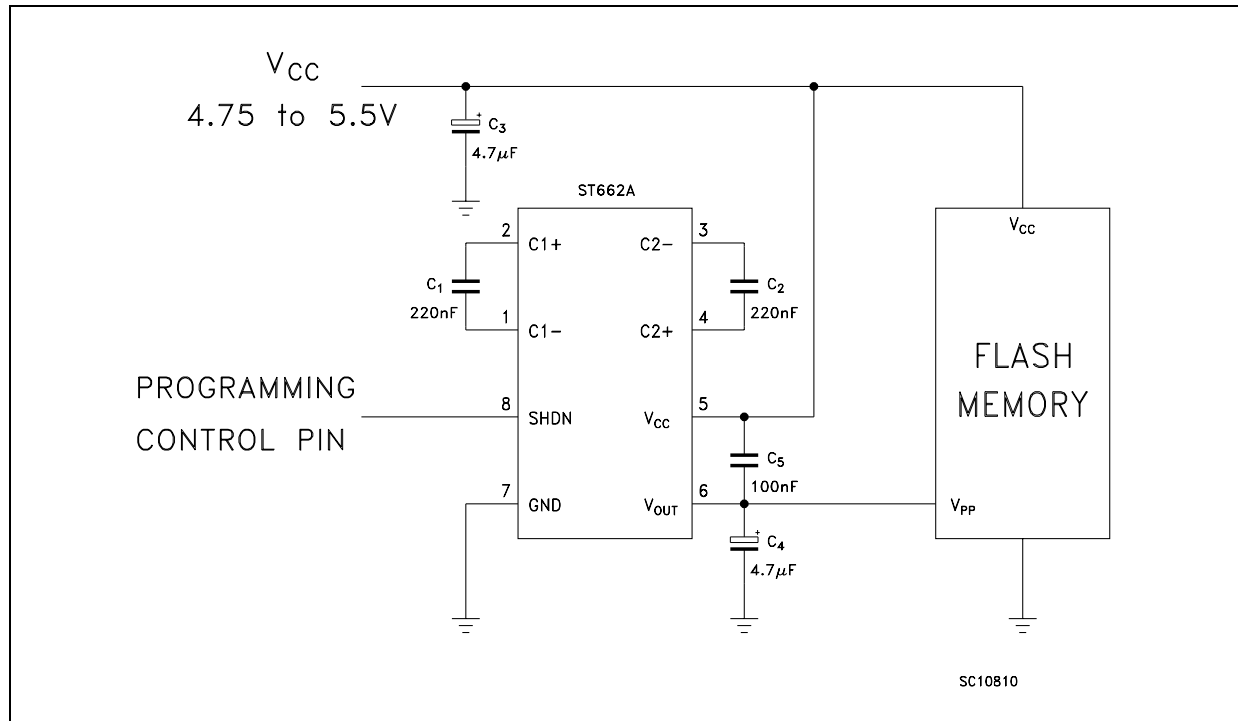 VCC
4.75 to 5.5V
C3
+
4.7µF
ST662A
2
C1+
C2-
3
C1
220nF
C2
220nF
1
C1-
C2+
4
VCC
FLASH
MEMORY
PROGRAMMING
CONTROL PIN
8
SHDN
VCC
5
C5
100nF
7
GND
VOUT
6
VPP
+
C4
4.7µF
SC10810